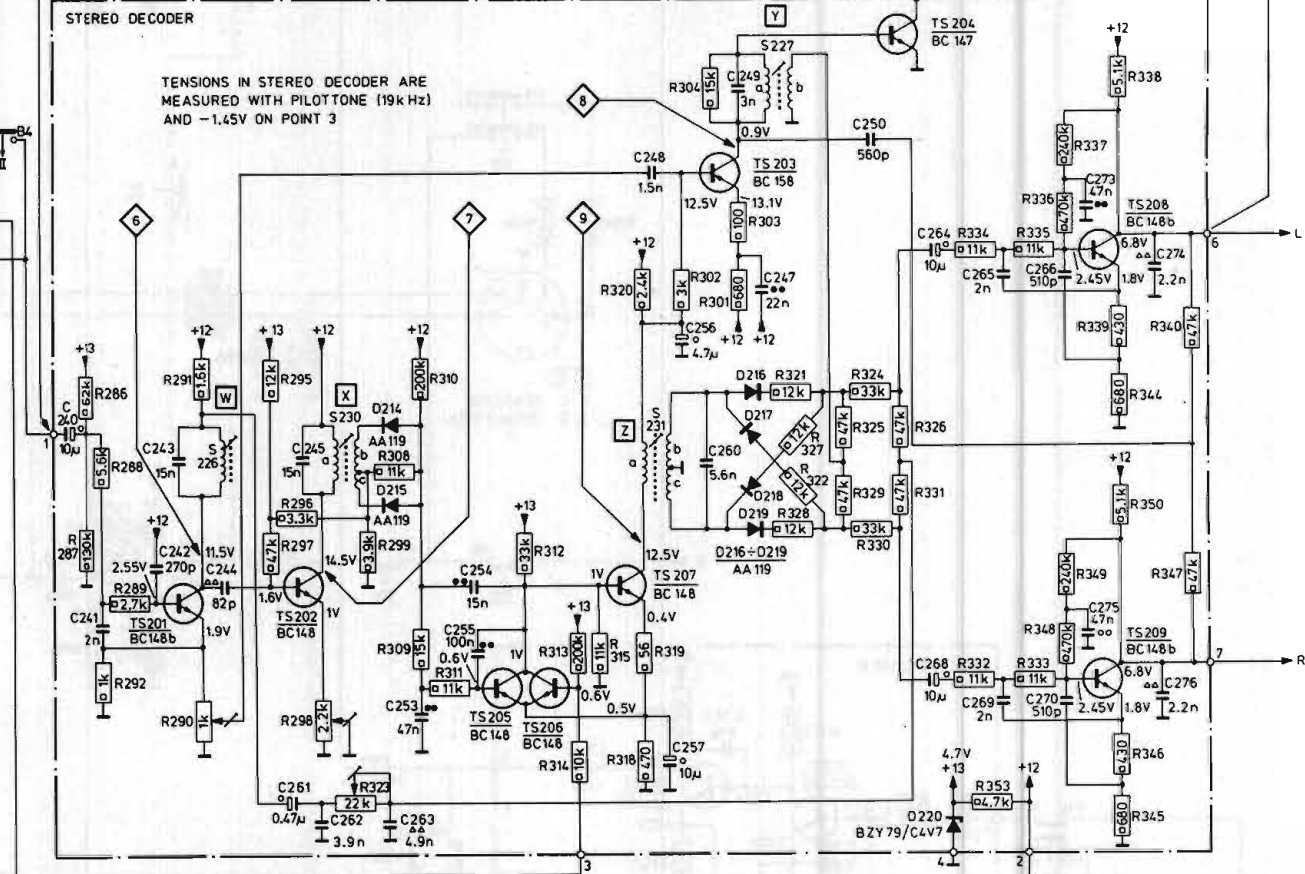 STEREO DECODER
TENSIONS IN STEREO DECODER ARE
MEASURED WITH PILOTTONE (19kHz)
AND -1.45V ON POINT 3
B4
Y
S227
TS 204
BC 147
R304
15k
C249
3n
a
b
0.9V
8
C250
560p
+12
5.1k
R338
240k
R337
C273
47n
R336
470k
TS208
BC148b
C248
1.5n
TS 203
BC 158
12.5V
13.1V
100
R303
R302
3k
R301
680
C247
22n
+12
+12
C256
4.7µ
6
7
9
+12
R320
2.4k
C264
10µ
R334
11k
R335
11k
C265
2n
C266
510p
6.8V
2.45V
1.8V
C274
2.2n
6
L
R339
430
R340
47k
R344
680
+13
62k
R286
C
240
10µ
1
5.6k
R288
R
287
130k
+12
R291
1.6k
W
C243
15n
S
226
+13
12k
R295
+12
X
S230
C245
15n
a
b
c
D214
AA119
R308
11k
D215
AA119
+12
200k
R310
R296
3.3k
47k
R297
3.9k
R299
14.5V
+12
C242
270p
2.55V
11.5V
C244
82p
1.6V
R289
2.7k
TS201
BC148b
1.9V
C241
2n
1k
R292
R290
1k
TS202
BC148
1V
R298
2.2k
C254
15n
+13
33k
R312
R309
15k
C255
100n
0.6V
R311
11k
C253
47n
1V
TS205
BC148
TS206
BC148
+13
R313
200k
0.6V
R314
10k
11k
R
315
1V
12.5V
TS 207
BC 148
0.4V
56
R319
0.5V
R318
470
C257
10µ
Z
S
231
a
b
c
C260
5.6n
D216
R321
12k
D217
12k
R
327
R
322
12k
D218
D219
R328
12k
D216÷D219
AA 119
R324
33k
47k
R325
47k
R326
47k
R329
47k
R331
33k
R330
+12
5.1k
R350
240k
R349
C275
47n
R348
470k
TS209
BC148b
R347
47k
C268
10µ
R332
11k
R333
11k
C269
2n
C270
510p
6.8V
2.45V
1.8V
C276
2.2n
7
R
430
R346
680
R345
C261
0.47µ
R323
22k
C262
3.9n
C263
4.9n
4.7V
+13
+12
R353
4.7k
D220
BZY79/C4V7
3
4
2